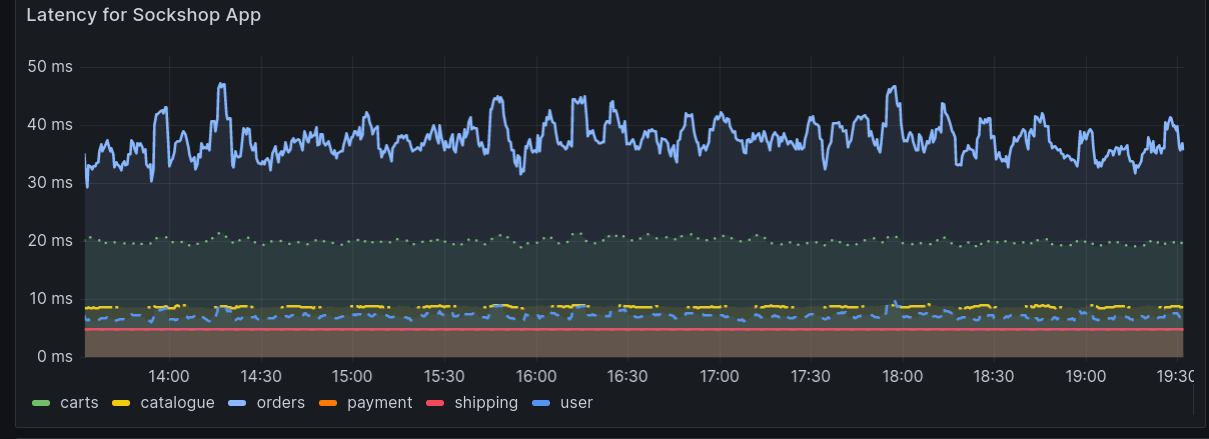 Latency for Sockshop App
50 ms
40 ms
30 ms
20 ms
10 ms
0 ms
14:00 14:30 15:00 15:30 16:00 16:30 17:00 17:30 18:00 18:30 19:00 19:30
carts catalogue orders payment shipping user